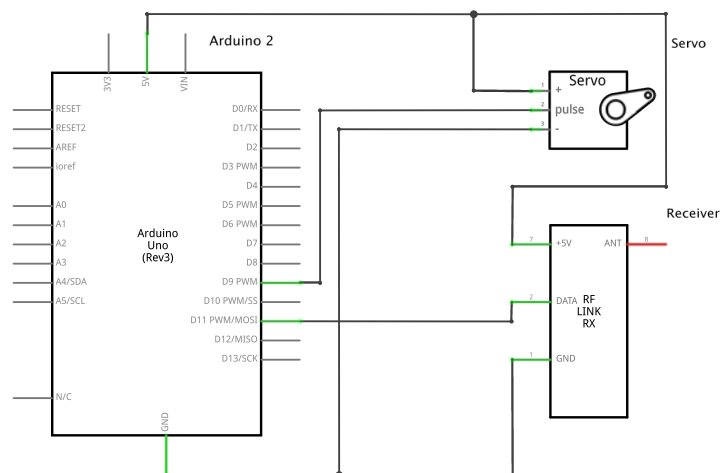 Arduino 2
Servo
3V3
5V
VIN
Servo
1
+
2
pulse
3
-
RESET
RESET2
AREF
ioref
A0
A1
A2
A3
A4/SDA
A5/SCL
N/C
Arduino
Uno
(Rev3)
D0/RX
D1/TX
D2
D3 PWM
D4
D5 PWM
D6 PWM
D7
D8
D9 PWM
D10 PWM/SS
D11 PWM/MOSI
D12/MISO
D13/SCK
GND
Receiver
7
+5V
ANT
8
2
DATA
RF
LINK
RX
1
GND